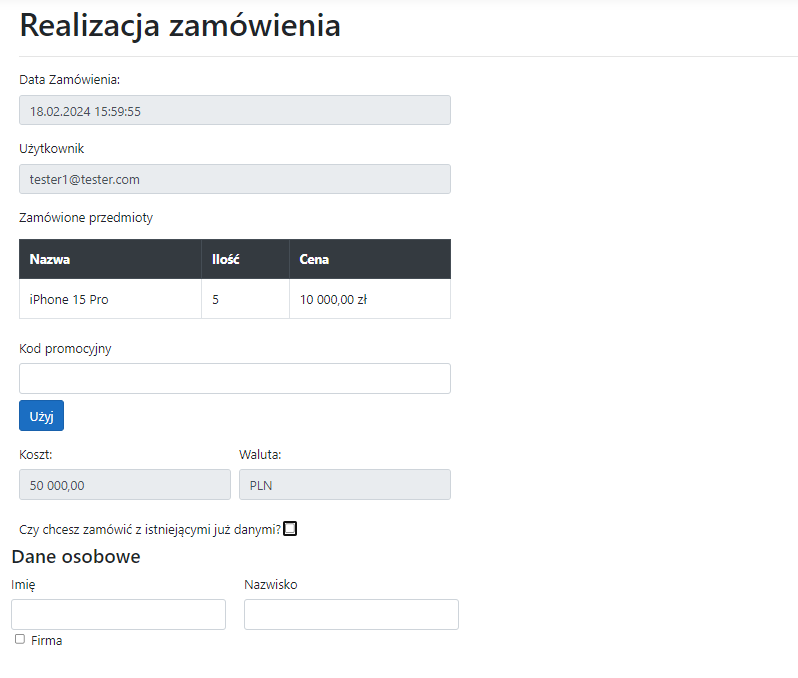 Realizacja zamówienia
Data Zamówienia:
18.02.2024 15:59:55
Użytkownik
tester1@tester.com
Zamówione przedmioty
Nazwa Ilość Cena
iPhone 15 Pro 5 10 000,00 zł
Kod promocyjny
Użyj
Koszt: Waluta:
50 000,00 PLN
Czy chcesz zamówić z istniejącymi już danymi?
Dane osobowe
Imię Nazwisko
Firma